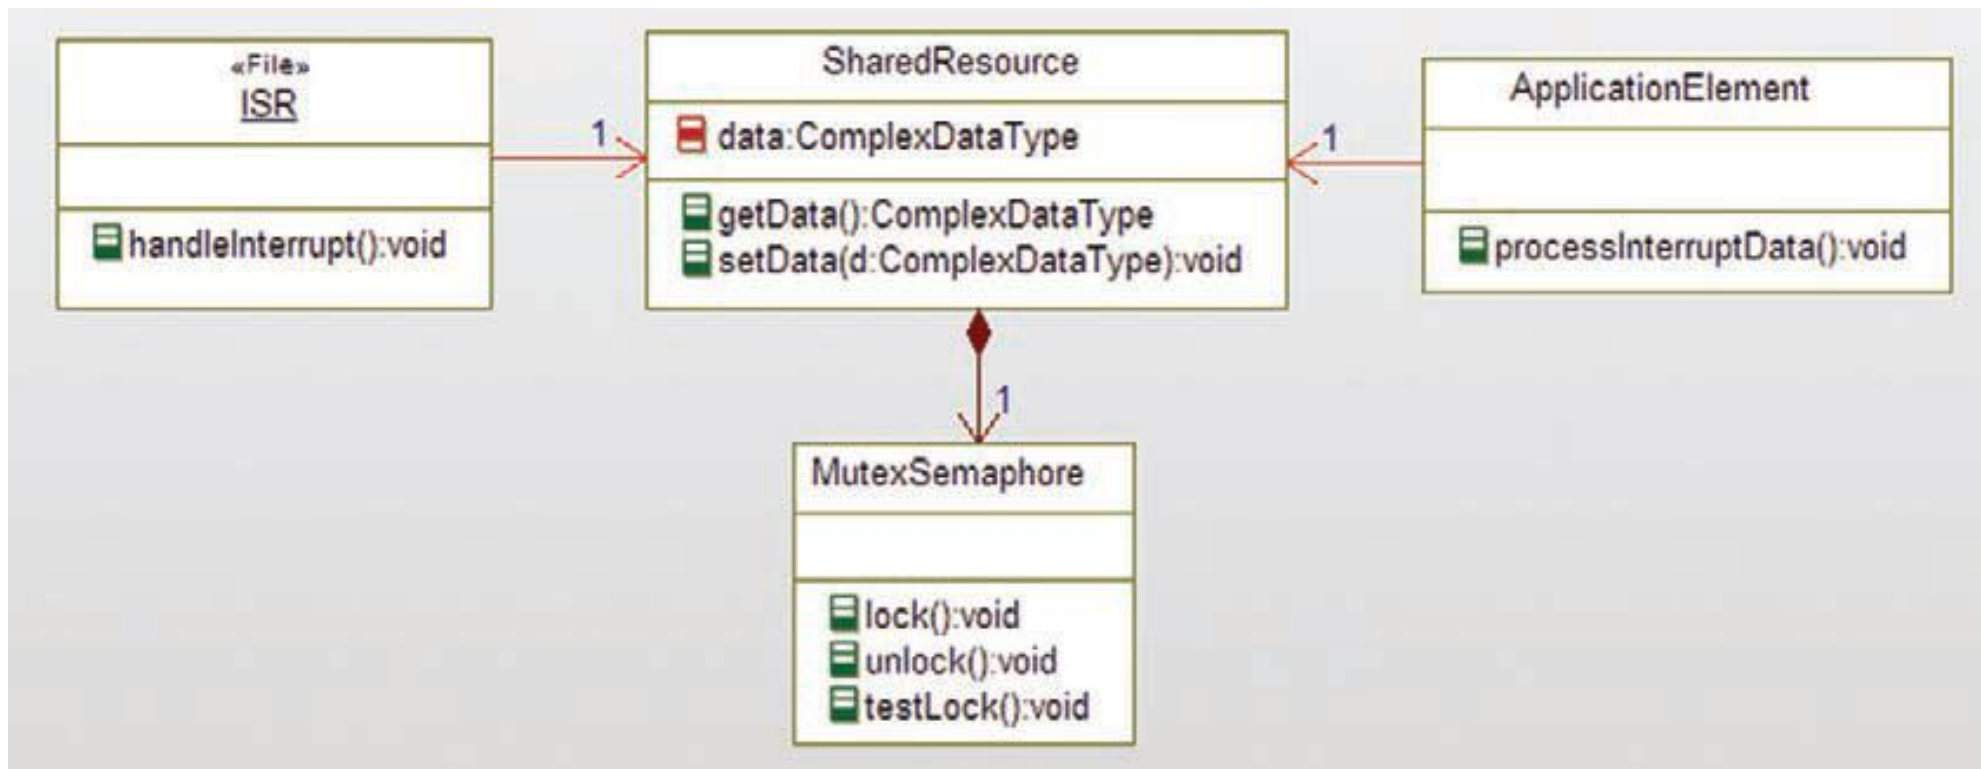 «File»
ISR
handleInterrupt():void
1
SharedResource
data:ComplexDataType
getData():ComplexDataType
setData(d:ComplexDataType):void
1
ApplicationElement
processInterruptData():void
1
MutexSemaphore
lock():void
unlock():void
testLock():void